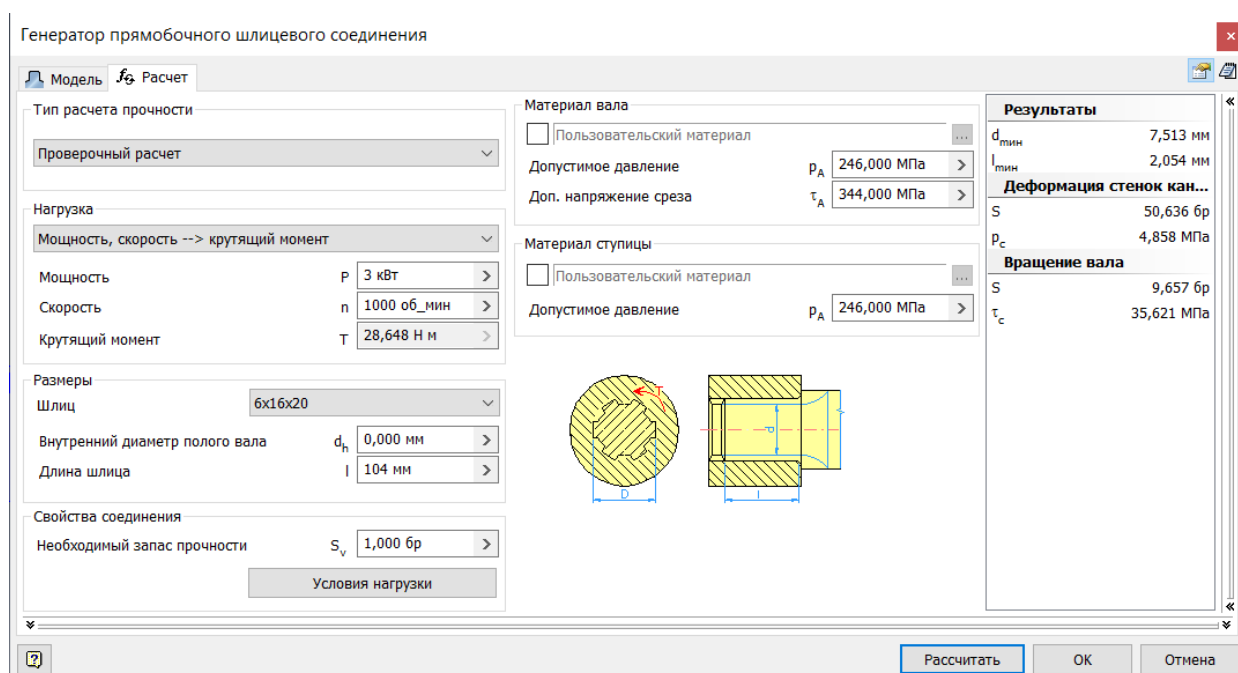 Генератор прямобочного шлицевого соединения
Модель
Расчет
Тип расчета прочности
Проверочный расчет
Нагрузка
Мощность, скорость --> крутящий момент
Мощность P 3 кВт
Скорость n 1000 об_мин
Крутящий момент T 28,648 Н м
Размеры
Шлиц 6x16x20
Внутренний диаметр полого вала dh 0,000 мм
Длина шлица l 104 мм
Свойства соединения
Необходимый запас прочности Sv 1,000 бр
Условия нагрузки
Материал вала
Пользовательский материал ...
Допустимое давление pA 246,000 МПа
Доп. напряжение среза τA 344,000 МПа
Материал ступицы
Пользовательский материал ...
Допустимое давление pA 246,000 МПа
T
d
D
l
Результаты
dмин 7,513 мм
lмин 2,054 мм
Деформация стенок кан...
S 50,636 бр
pc 4,858 МПа
Вращение вала
S 9,657 бр
τc 35,621 МПа
Рассчитать
ОК
Отмена